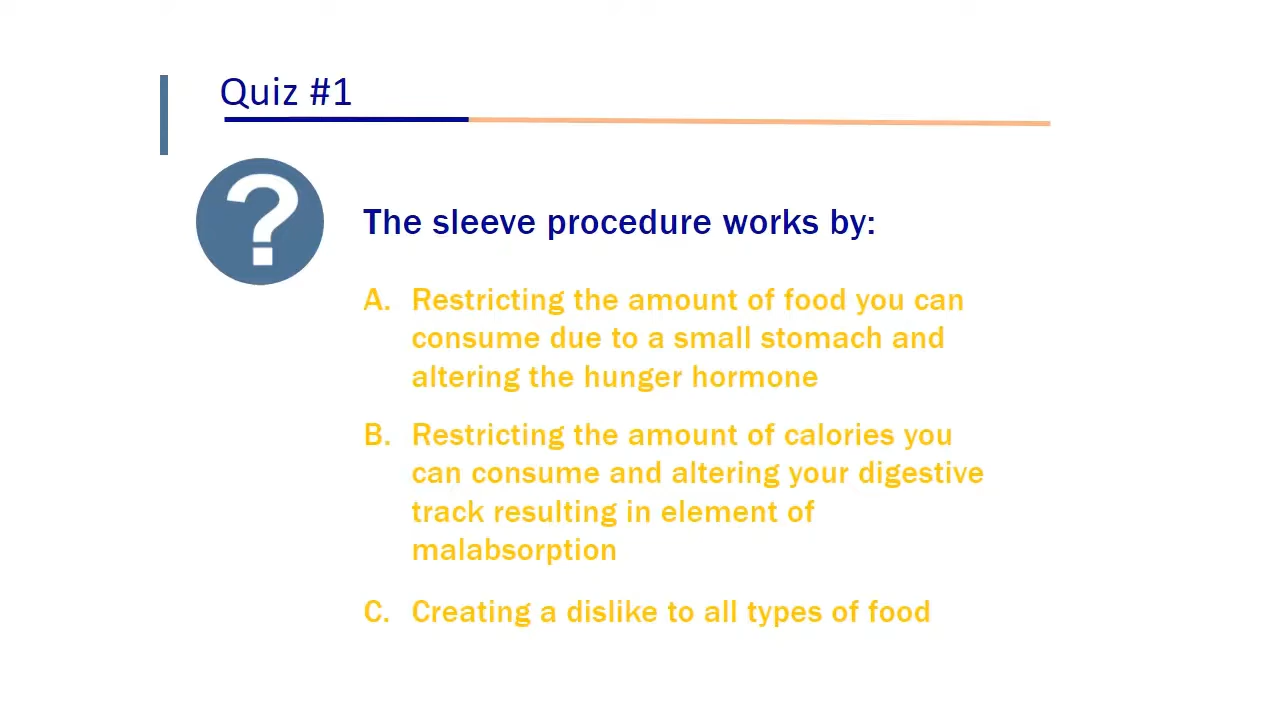 Quiz #1
?
The sleeve procedure works by:
A. Restricting the amount of food you can
consume due to a small stomach and
altering the hunger hormone
B. Restricting the amount of calories you
can consume and altering your digestive
track resulting in element of
malabsorption
C. Creating a dislike to all types of food